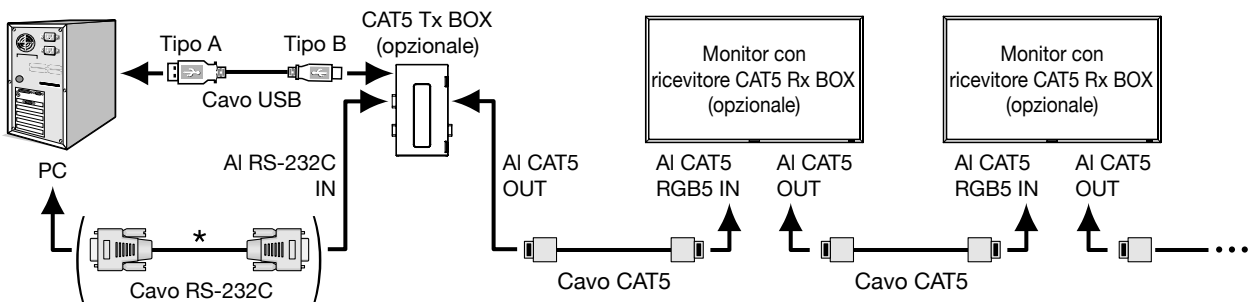 CAT5 Tx BOX
(opzionale)
Tipo A
Tipo B
Cavo USB
PC
Al RS-232C
IN
*
Cavo RS-232C
Al CAT5
OUT
Cavo CAT5
Monitor con
ricevitore CAT5 Rx BOX
(opzionale)
Al CAT5
RGB5 IN
Al CAT5
OUT
Cavo CAT5
Monitor con
ricevitore CAT5 Rx BOX
(opzionale)
Al CAT5
RGB5 IN
Al CAT5
OUT